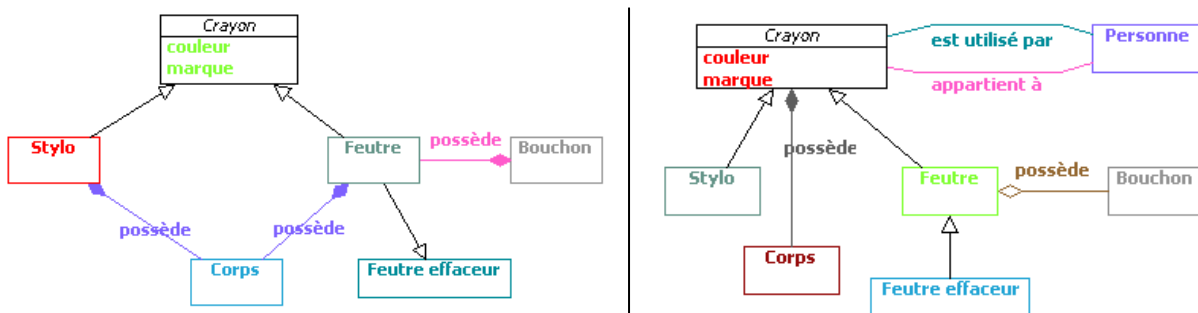 Crayon
couleur
marque
Stylo
Feutre
possède
Bouchon
possède
possède
Corps
Feutre effaceur
Crayon
couleur
marque
est utilisé par
appartient à
Personne
possède
Stylo
Feutre
possède
Bouchon
Corps
Feutre effaceur